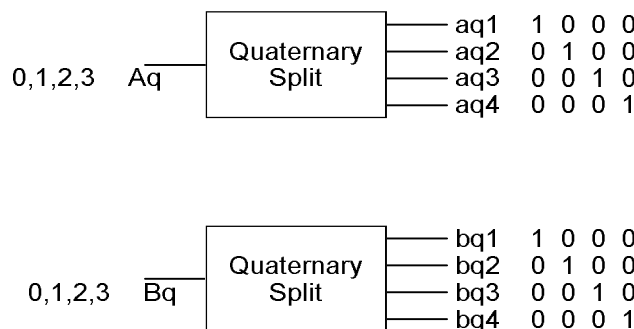 aq1 1 0 0 0
Quaternary aq2 0 1 0 0
0,1,2,3 Aq Split aq3 0 0 1 0
aq4 0 0 0 1
bq1 1 0 0 0
Quaternary bq2 0 1 0 0
0,1,2,3 Bq Split bq3 0 0 1 0
bq4 0 0 0 1